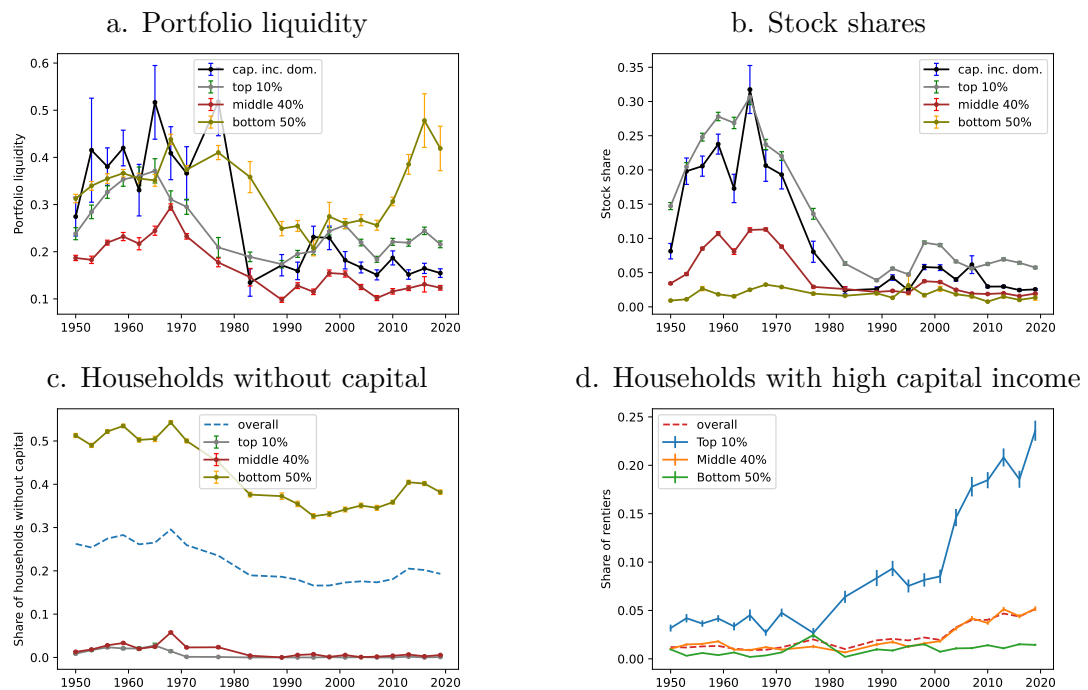 a. Portfolio liquidity
Portfolio liquidity
0.6
0.5
0.4
0.3
0.2
0.1
cap. inc. dom.
top 10%
middle 40%
bottom 50%
1950 1960 1970 1980 1990 2000 2010 2020
b. Stock shares
Stock share
0.35
0.30
0.25
0.20
0.15
0.10
0.05
0.00
cap. inc. dom.
top 10%
middle 40%
bottom 50%
1950 1960 1970 1980 1990 2000 2010 2020
c. Households without capital
Share of households without capital
0.5
0.4
0.3
0.2
0.1
0.0
overall
top 10%
middle 40%
bottom 50%
1950 1960 1970 1980 1990 2000 2010 2020
d. Households with high capital income
Share of rentiers
0.25
0.20
0.15
0.10
0.05
0.00
overall
Top 10%
Middle 40%
Bottom 50%
1950 1960 1970 1980 1990 2000 2010 2020